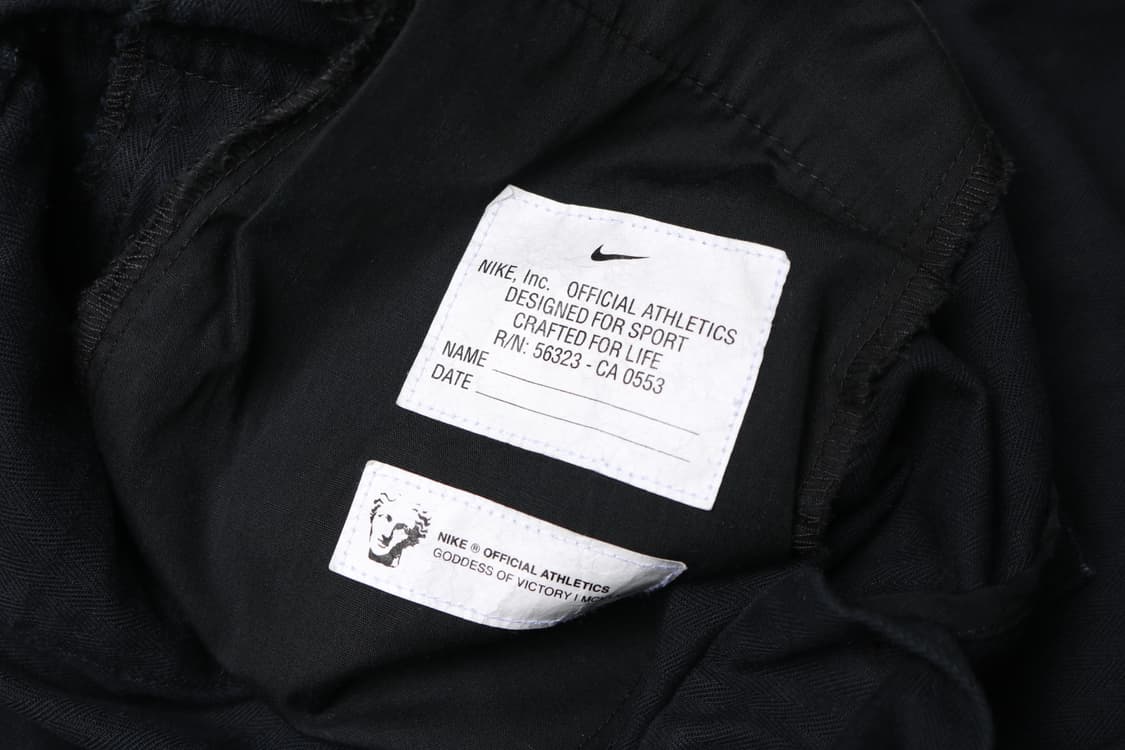 NIKE, Inc. OFFICIAL ATHLETICS
DESIGNED FOR SPORT
CRAFTED FOR LIFE
R/N: 56323 - CA 0553
NAME
DATE
NIKE ® OFFICIAL ATHLETICS
GODDESS OF VICTORY |